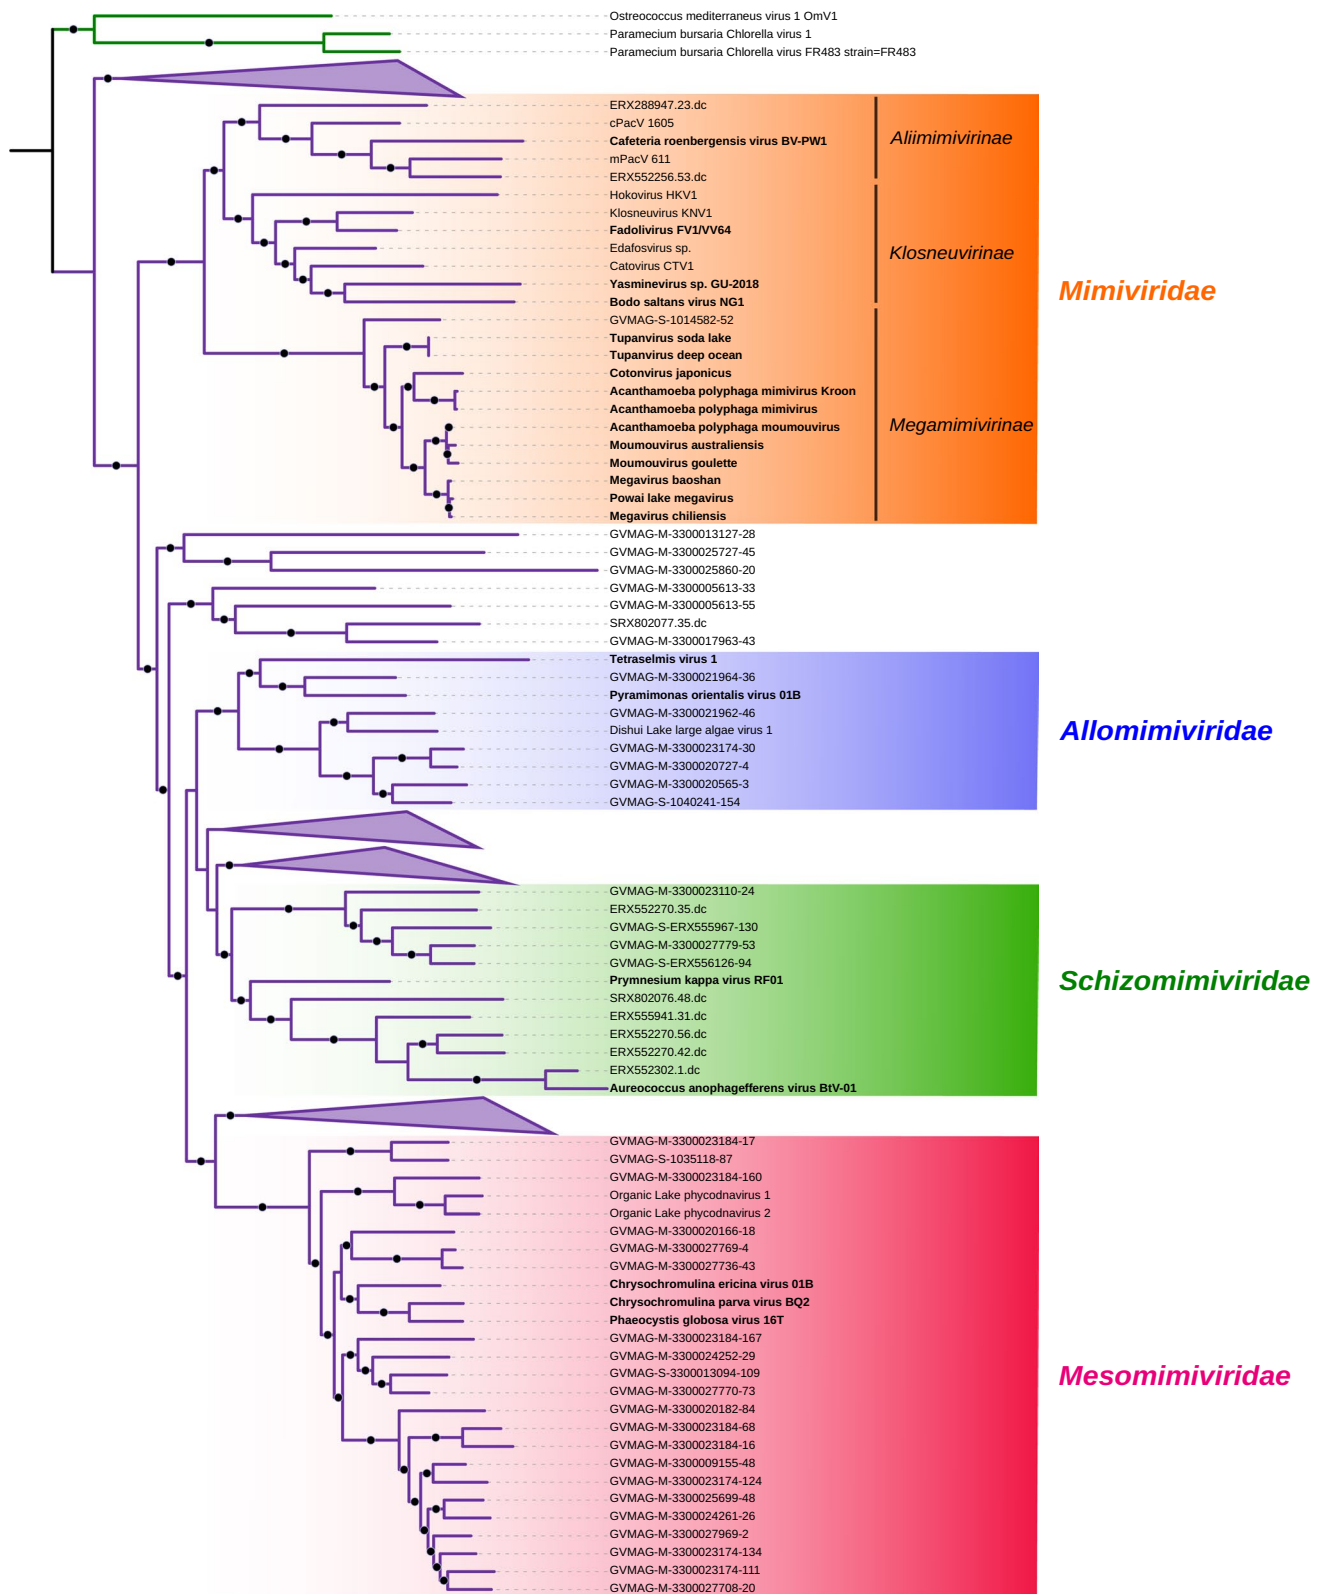 Ostreococcus mediterraneus virus 1 OmV1
Paramecium bursaria Chlorella virus 1
Paramecium bursaria Chlorella virus FR483 strain=FR483
ERX288947.23.dc
cPacV 1605
Cafeteria roenbergensis virus BV-PW1
mPacV 611
ERX552256.53.dc
Aliimimivirinae
Hokovirus HKV1
Klosneuvirus KNV1
Fadolivirus FV1/VV64
Edafosvirus sp.
Catovirus CTV1
Yasminevirus sp. GU-2018
Bodo saltans virus NG1
Klosneuvirinae
Mimiviridae
GVMAG-S-1014582-52
Tupanvirus soda lake
Tupanvirus deep ocean
Cotonvirus japonicus
Acanthamoeba polyphaga mimivirus Kroon
Acanthamoeba polyphaga mimivirus
Acanthamoeba polyphaga moumouvirus
Moumouvirus australiensis
Moumouvirus goulette
Megavirus baoshan
Powai lake megavirus
Megavirus chiliensis
Megamimivirinae
GVMAG-M-3300013127-28
GVMAG-M-3300025727-45
GVMAG-M-3300025860-20
GVMAG-M-3300005613-33
GVMAG-M-3300005613-55
SRX802077.35.dc
GVMAG-M-3300017963-43
Tetraselmis virus 1
GVMAG-M-3300021964-36
Pyramimonas orientalis virus 01B
GVMAG-M-3300021962-46
Dishui Lake large algae virus 1
GVMAG-M-3300023174-30
GVMAG-M-3300020727-4
GVMAG-M-3300020565-3
GVMAG-S-1040241-154
Allomimiviridae
GVMAG-M-3300023110-24
ERX552270.35.dc
GVMAG-S-ERX555967-130
GVMAG-M-3300027779-53
GVMAG-S-ERX556126-94
Prymnesium kappa virus RF01
SRX802076.48.dc
ERX555941.31.dc
ERX552270.56.dc
ERX552270.42.dc
ERX552302.1.dc
Aureococcus anophagefferens virus BtV-01
Schizomimiviridae
GVMAG-M-3300023184-17
GVMAG-S-1035118-87
GVMAG-M-3300023184-160
Organic Lake phycodnavirus 1
Organic Lake phycodnavirus 2
GVMAG-M-3300020166-18
GVMAG-M-3300027769-4
GVMAG-M-3300027736-43
Chrysochromulina ericina virus 01B
Chrysochromulina parva virus BQ2
Phaeocystis globosa virus 16T
GVMAG-M-3300023184-167
GVMAG-M-3300024252-29
GVMAG-S-3300013094-109
GVMAG-M-3300027770-73
GVMAG-M-3300020182-84
GVMAG-M-3300023184-68
GVMAG-M-3300023184-16
GVMAG-M-3300009155-48
GVMAG-M-3300023174-124
GVMAG-M-3300025699-48
GVMAG-M-3300024261-26
GVMAG-M-3300027969-2
GVMAG-M-3300023174-134
GVMAG-M-3300023174-111
GVMAG-M-3300027708-20
Mesomimiviridae